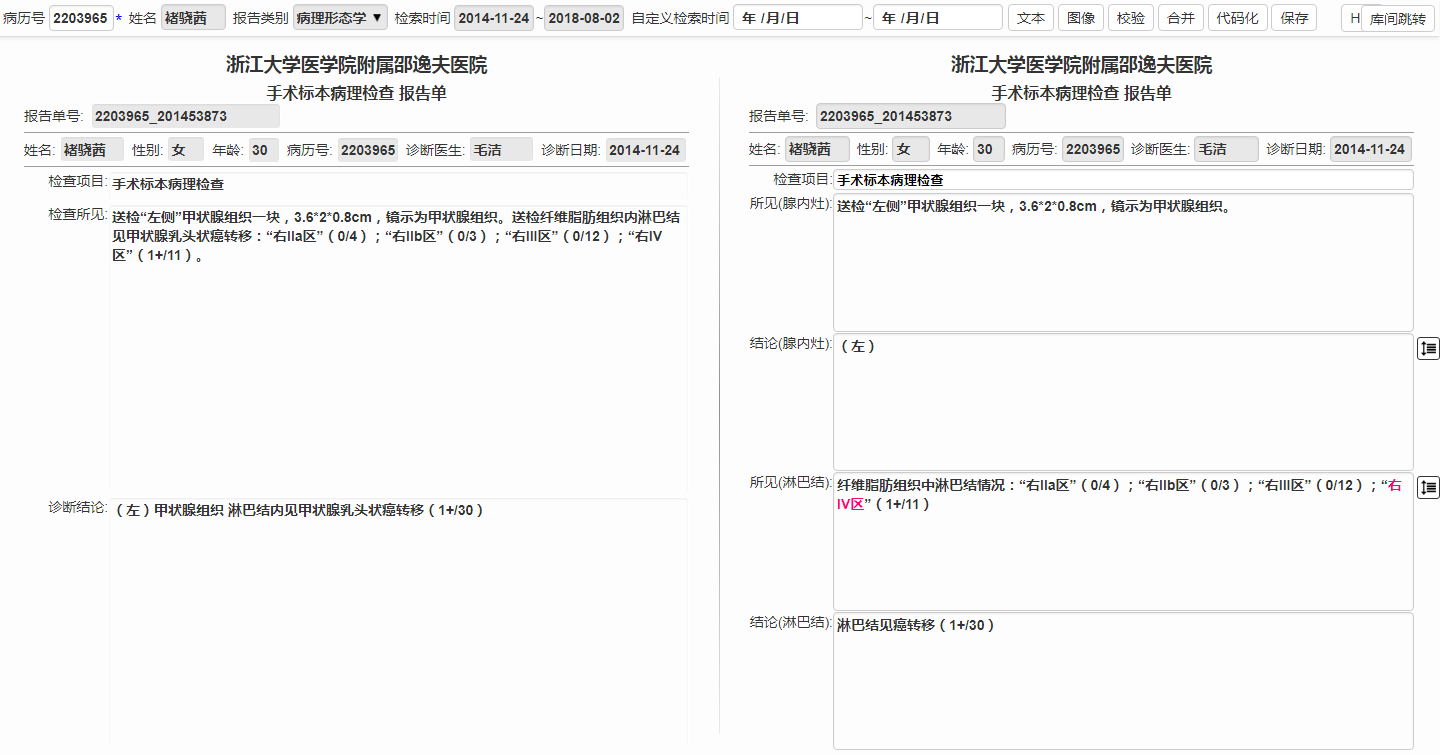 病历号 2203965 * 姓名 褚骁茜 报告类别 病理形态学 ▼ 检索时间 2014-11-24 ~ 2018-08-02 自定义检索时间 年 /月/日 ~ 年 /月/日 文本 图像 校验 合并 代码化 保存 H 库间跳转
浙江大学医学院附属邵逸夫医院
手术标本病理检查 报告单
报告单号: 2203965_201453873
姓名: 褚骁茜 性别: 女 年龄: 30 病历号: 2203965 诊断医生: 毛洁 诊断日期: 2014-11-24
检查项目: 手术标本病理检查
检查所见: 送检“左侧”甲状腺组织一块，3.6*2*0.8cm，镜示为甲状腺组织。送检纤维脂肪组织内淋巴结
见甲状腺乳头状癌转移：“右IIa区”（0/4）；“右IIb区”（0/3）；“右III区”（0/12）；“右IV
区”（1+/11）。
诊断结论: （左）甲状腺组织 淋巴结内见甲状腺乳头状癌转移（1+/30）
浙江大学医学院附属邵逸夫医院
手术标本病理检查 报告单
报告单号: 2203965_201453873
姓名: 褚骁茜 性别: 女 年龄: 30 病历号: 2203965 诊断医生: 毛洁 诊断日期: 2014-11-24
检查项目: 手术标本病理检查
所见(腺内灶): 送检“左侧”甲状腺组织一块，3.6*2*0.8cm，镜示为甲状腺组织。
结论(腺内灶): （左）
所见(淋巴结): 纤维脂肪组织中淋巴结情况：“右IIa区”（0/4）；“右IIb区”（0/3）；“右III区”（0/12）；“右
IV区”（1+/11）
结论(淋巴结): 淋巴结见癌转移（1+/30）